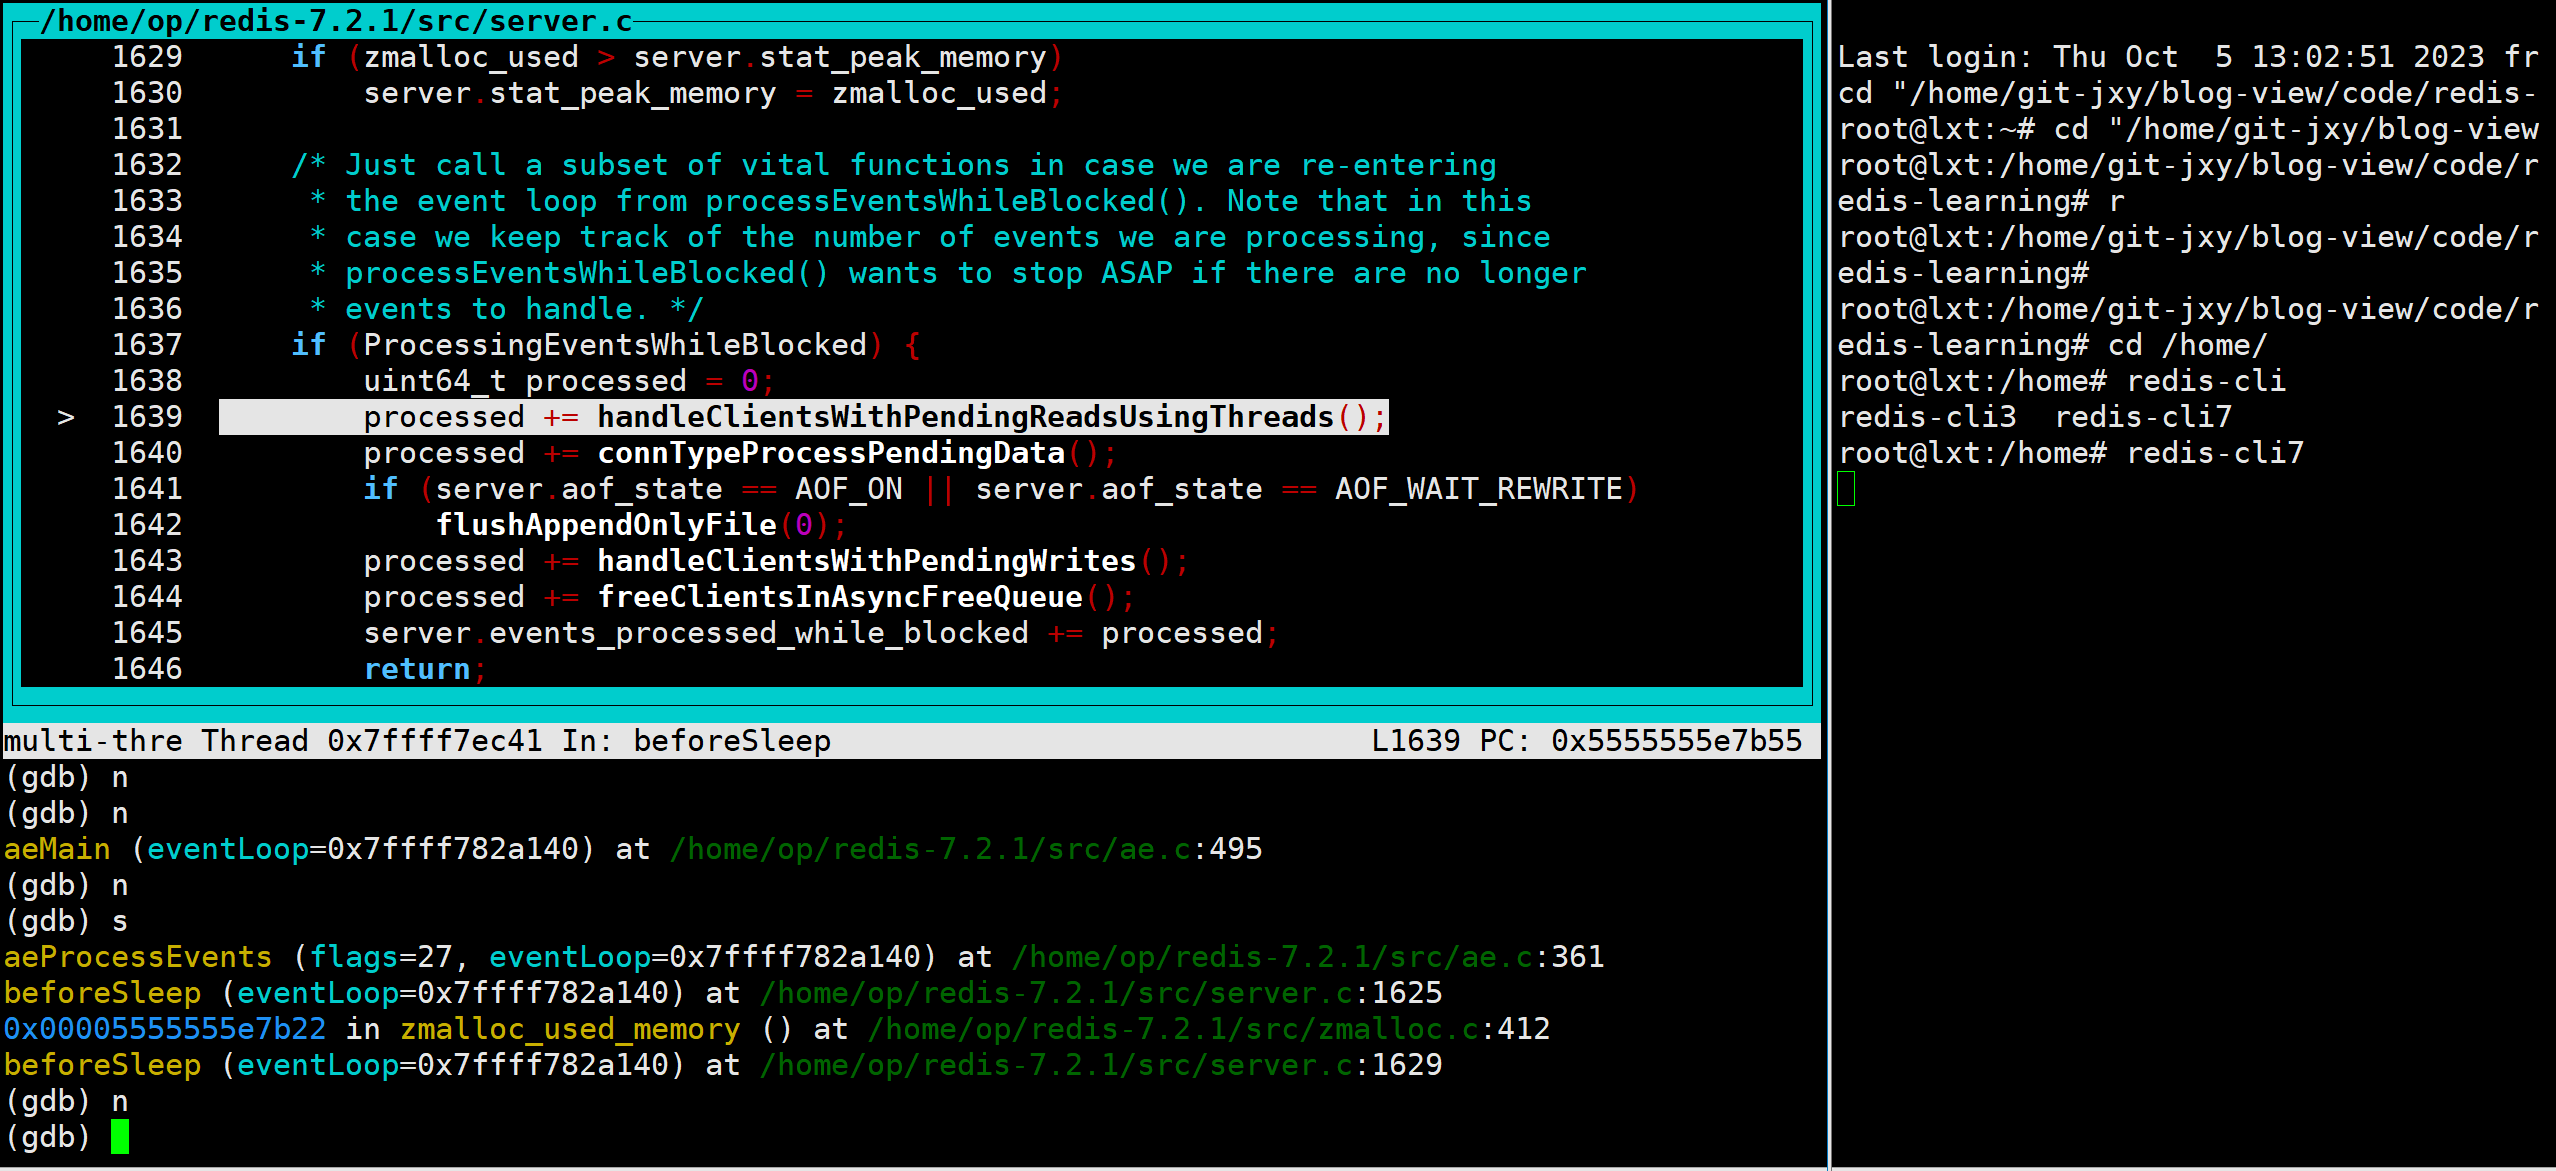 /home/op/redis-7.2.1/src/server.c
1629      if (zmalloc_used > server.stat_peak_memory)
1630          server.stat_peak_memory = zmalloc_used;
1631
1632      /* Just call a subset of vital functions in case we are re-entering
1633       * the event loop from processEventsWhileBlocked(). Note that in this
1634       * case we keep track of the number of events we are processing, since
1635       * processEventsWhileBlocked() wants to stop ASAP if there are no longer
1636       * events to handle. */
1637      if (ProcessingEventsWhileBlocked) {
1638          uint64_t processed = 0;
>  1639          processed += handleClientsWithPendingReadsUsingThreads();
1640          processed += connTypeProcessPendingData();
1641          if (server.aof_state == AOF_ON || server.aof_state == AOF_WAIT_REWRITE)
1642              flushAppendOnlyFile(0);
1643          processed += handleClientsWithPendingWrites();
1644          processed += freeClientsInAsyncFreeQueue();
1645          server.events_processed_while_blocked += processed;
1646          return;
multi-thre Thread 0x7ffff7ec41 In: beforeSleep                              L1639 PC: 0x5555555e7b55
(gdb) n
(gdb) n
aeMain (eventLoop=0x7ffff782a140) at /home/op/redis-7.2.1/src/ae.c:495
(gdb) n
(gdb) s
aeProcessEvents (flags=27, eventLoop=0x7ffff782a140) at /home/op/redis-7.2.1/src/ae.c:361
beforeSleep (eventLoop=0x7ffff782a140) at /home/op/redis-7.2.1/src/server.c:1625
0x00005555555e7b22 in zmalloc_used_memory () at /home/op/redis-7.2.1/src/zmalloc.c:412
beforeSleep (eventLoop=0x7ffff782a140) at /home/op/redis-7.2.1/src/server.c:1629
(gdb) n
(gdb)
Last login: Thu Oct  5 13:02:51 2023 fr
cd "/home/git-jxy/blog-view/code/redis-
root@lxt:~# cd "/home/git-jxy/blog-view
root@lxt:/home/git-jxy/blog-view/code/r
edis-learning# r
root@lxt:/home/git-jxy/blog-view/code/r
edis-learning#
root@lxt:/home/git-jxy/blog-view/code/r
edis-learning# cd /home/
root@lxt:/home# redis-cli
redis-cli3  redis-cli7
root@lxt:/home# redis-cli7